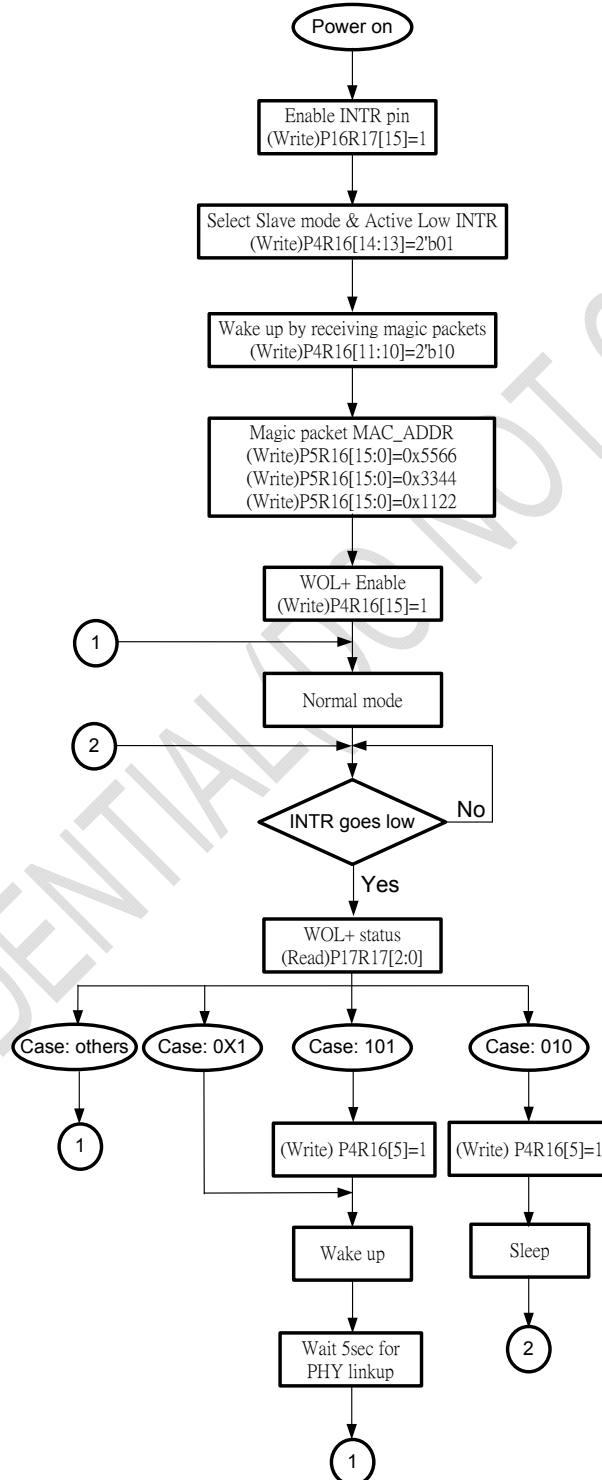 Power on
Enable INTR pin
(Write)P16R17[15]=1
Select Slave mode & Active Low INTR
(Write)P4R16[14:13]=2'b01
Wake up by receiving magic packets
(Write)P4R16[11:10]=2'b10
Magic packet MAC_ADDR
(Write)P5R16[15:0]=0x5566
(Write)P5R16[15:0]=0x3344
(Write)P5R16[15:0]=0x1122
WOL+ Enable
(Write)P4R16[15]=1
1
Normal mode
2
INTR goes low
No
Yes
WOL+ status
(Read)P17R17[2:0]
Case: others
Case: 0X1
Case: 101
Case: 010
1
(Write) P4R16[5]=1
(Write) P4R16[5]=1
Wake up
Sleep
Wait 5sec for
PHY linkup
2
1
DENTIAL (DO NOT